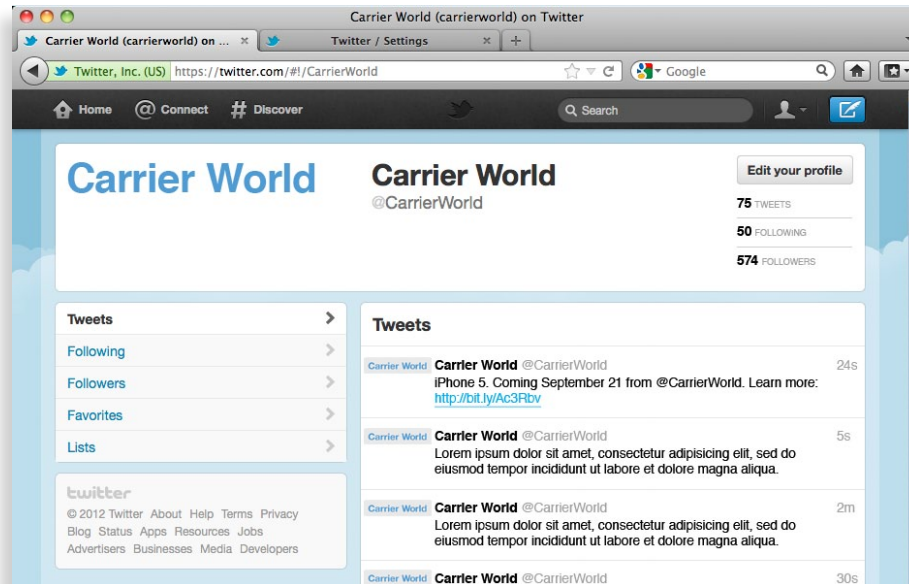 Carrier World (carrierworld) on Twitter
Carrier World (carrierworld) on ...
Twitter / Settings
Twitter, Inc. (US) https://twitter.com/#!/CarrierWorld
Google
Home
Connect
Discover
Search
Carrier World
Carrier World
@CarrierWorld
Edit your profile
75 TWEETS
50 FOLLOWING
574 FOLLOWERS
Tweets
Following
Followers
Favorites
Lists
twitter
© 2012 Twitter About Help Terms Privacy
Blog Status Apps Resources Jobs
Advertisers Businesses Media Developers
Tweets
Carrier World Carrier World @CarrierWorld 24s
iPhone 5. Coming September 21 from @CarrierWorld. Learn more:
http://bit.ly/Ac3Rbv
Carrier World Carrier World @CarrierWorld 5s
Lorem ipsum dolor sit amet, consectetur adipisicing elit, sed do
eiusmod tempor incididunt ut labore et dolore magna aliqua.
Carrier World Carrier World @CarrierWorld 2m
Lorem ipsum dolor sit amet, consectetur adipisicing elit, sed do
eiusmod tempor incididunt ut labore et dolore magna aliqua.
Carrier World Carrier World @CarrierWorld 30s